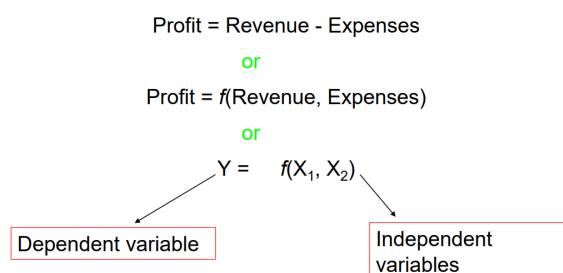 Profit = Revenue - Expenses
or
Profit = f(Revenue, Expenses)
or
Y = f(X₁, X₂)
Dependent variable
Independent
variables